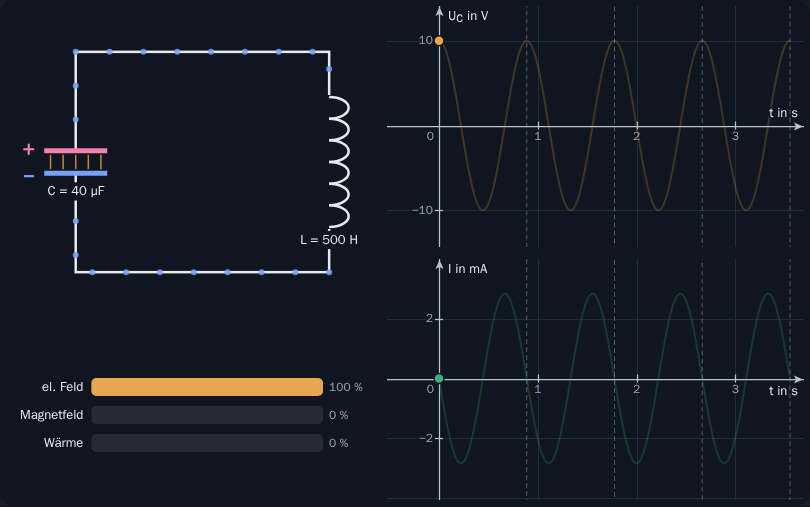 +
−
C = 40 µF
L = 500 H
el. Feld 100 %
Magnetfeld 0 %
Wärme 0 %
U_C in V
10
0 1 2 3
t in s
−10
I in mA
2
0 1 2 3
t in s
−2